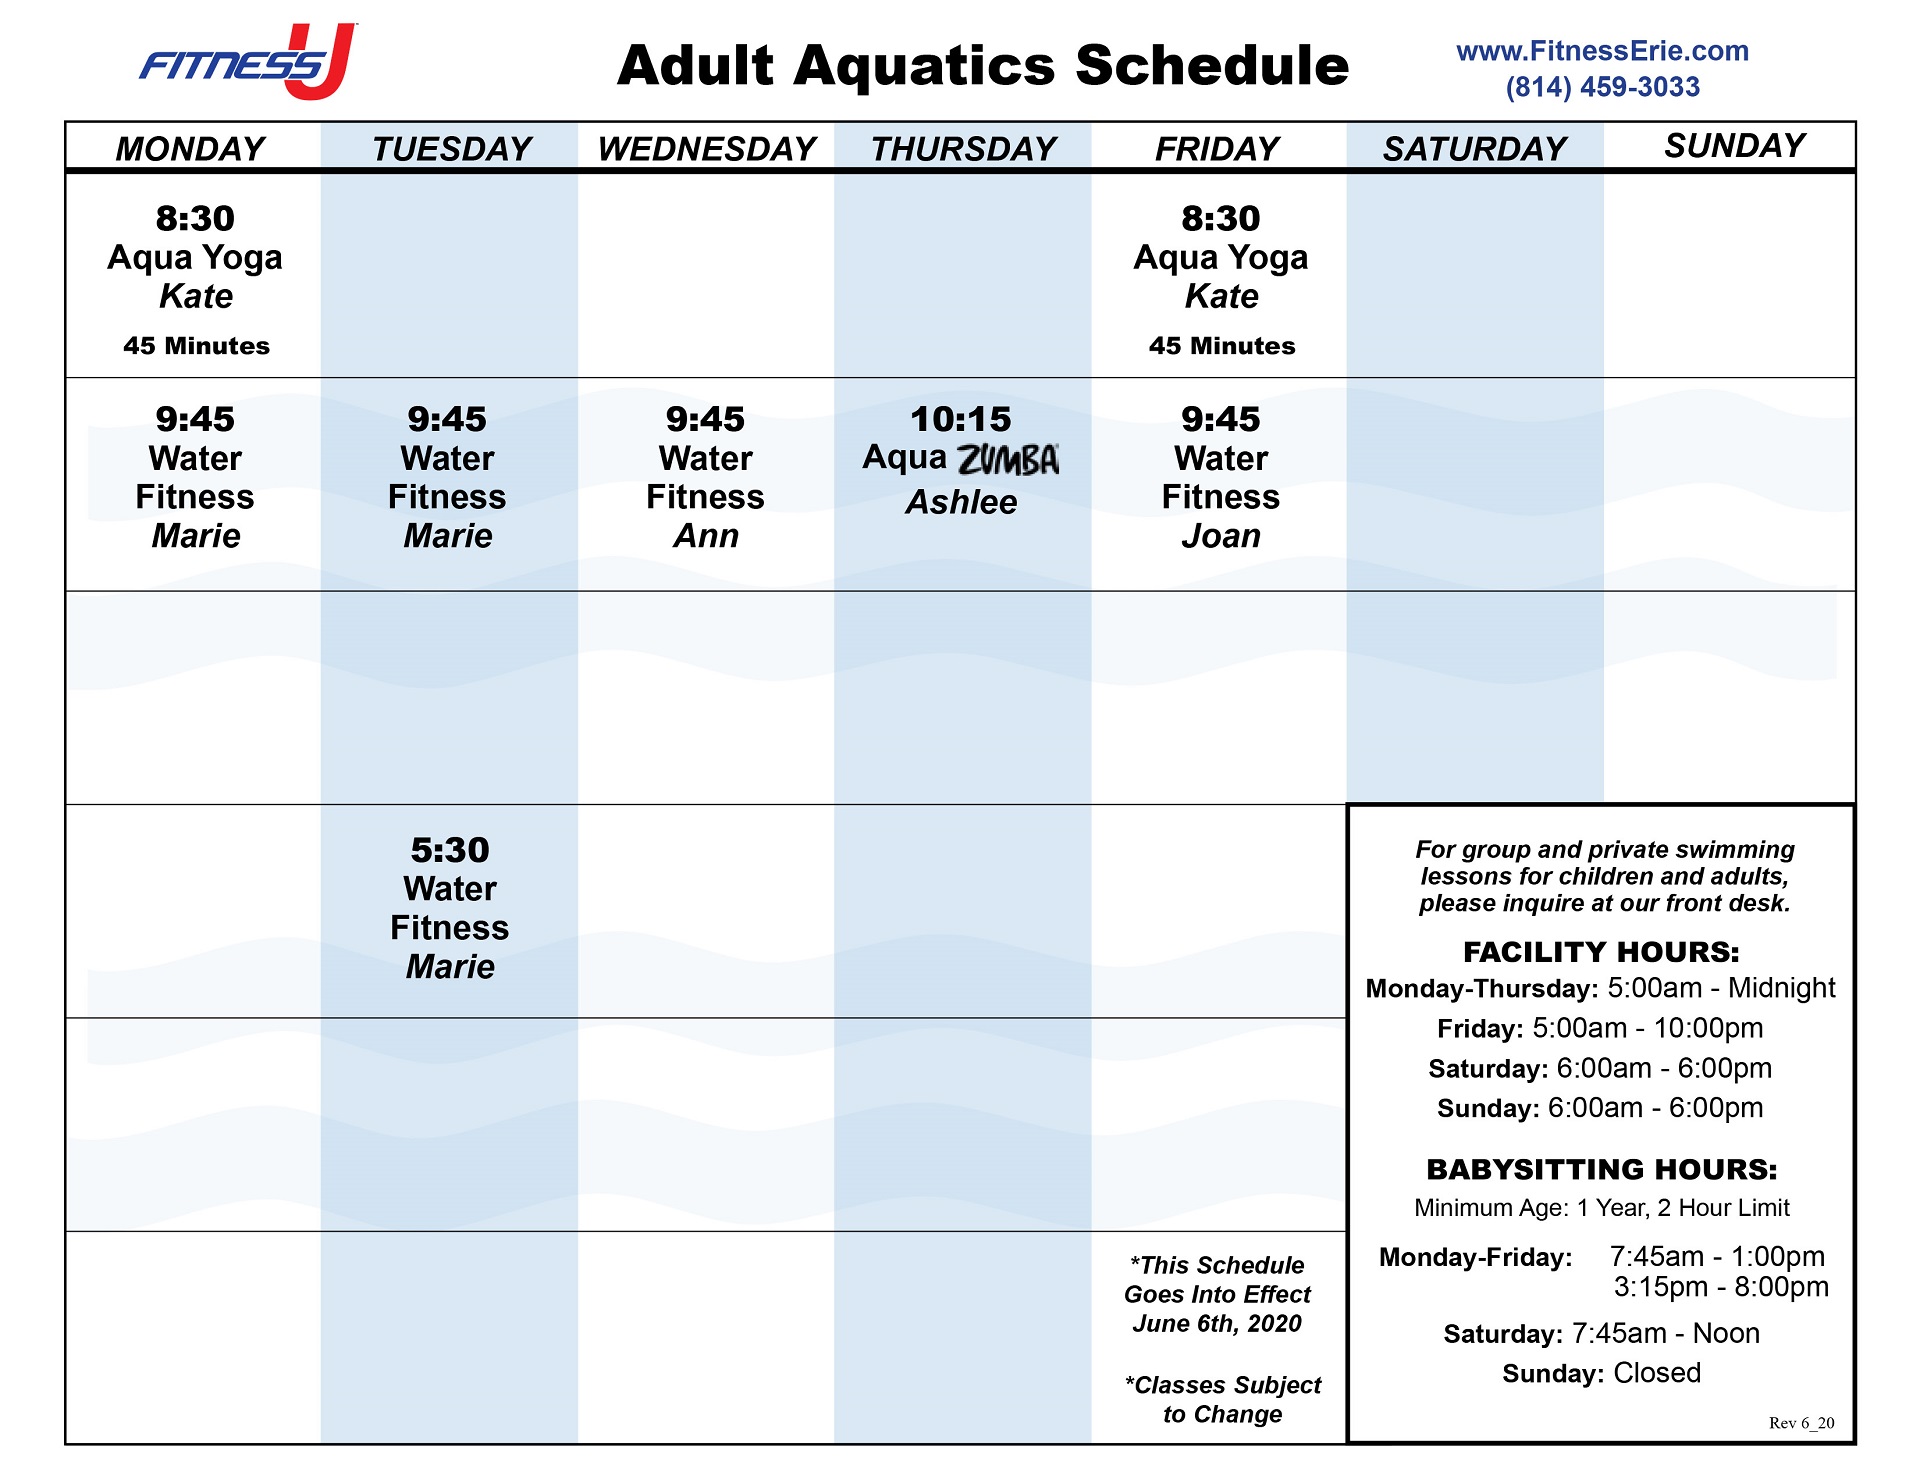 FITNESS U
Adult Aquatics Schedule
www.FitnessErie.com
(814) 459-3033
MONDAY TUESDAY WEDNESDAY THURSDAY FRIDAY SATURDAY SUNDAY
8:30
Aqua Yoga
Kate
45 Minutes
8:30
Aqua Yoga
Kate
45 Minutes
9:45
Water
Fitness
Marie
9:45
Water
Fitness
Marie
9:45
Water
Fitness
Ann
10:15
Aqua ZUMBA
Ashlee
9:45
Water
Fitness
Joan
5:30
Water
Fitness
Marie
*This Schedule
Goes Into Effect
June 6th, 2020
*Classes Subject
to Change
For group and private swimming
lessons for children and adults,
please inquire at our front desk.
FACILITY HOURS:
Monday-Thursday: 5:00am - Midnight
Friday: 5:00am - 10:00pm
Saturday: 6:00am - 6:00pm
Sunday: 6:00am - 6:00pm
BABYSITTING HOURS:
Minimum Age: 1 Year, 2 Hour Limit
Monday-Friday: 7:45am - 1:00pm
3:15pm - 8:00pm
Saturday: 7:45am - Noon
Sunday: Closed
Rev 6_20